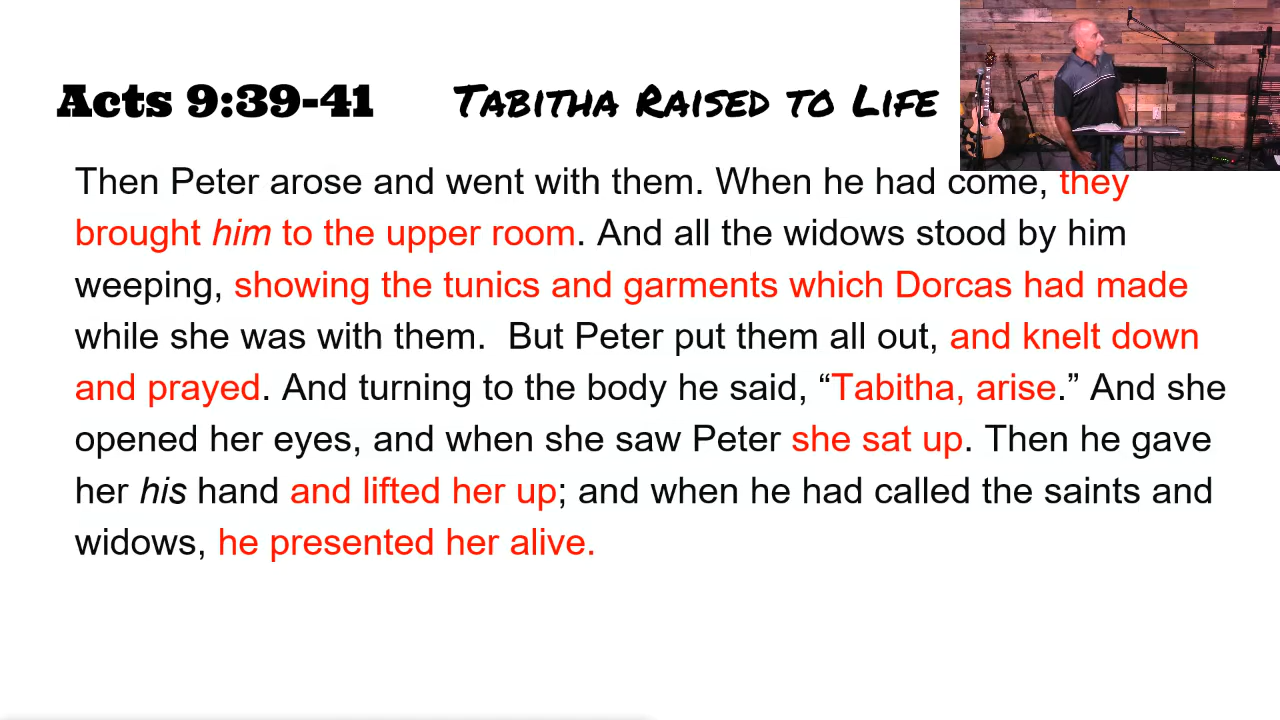 Acts 9:39-41 Tabitha Raised to Life
Then Peter arose and went with them. When he had come, they
brought him to the upper room. And all the widows stood by him
weeping, showing the tunics and garments which Dorcas had made
while she was with them.  But Peter put them all out, and knelt down
and prayed. And turning to the body he said, “Tabitha, arise.” And she
opened her eyes, and when she saw Peter she sat up. Then he gave
her his hand and lifted her up; and when he had called the saints and
widows, he presented her alive.